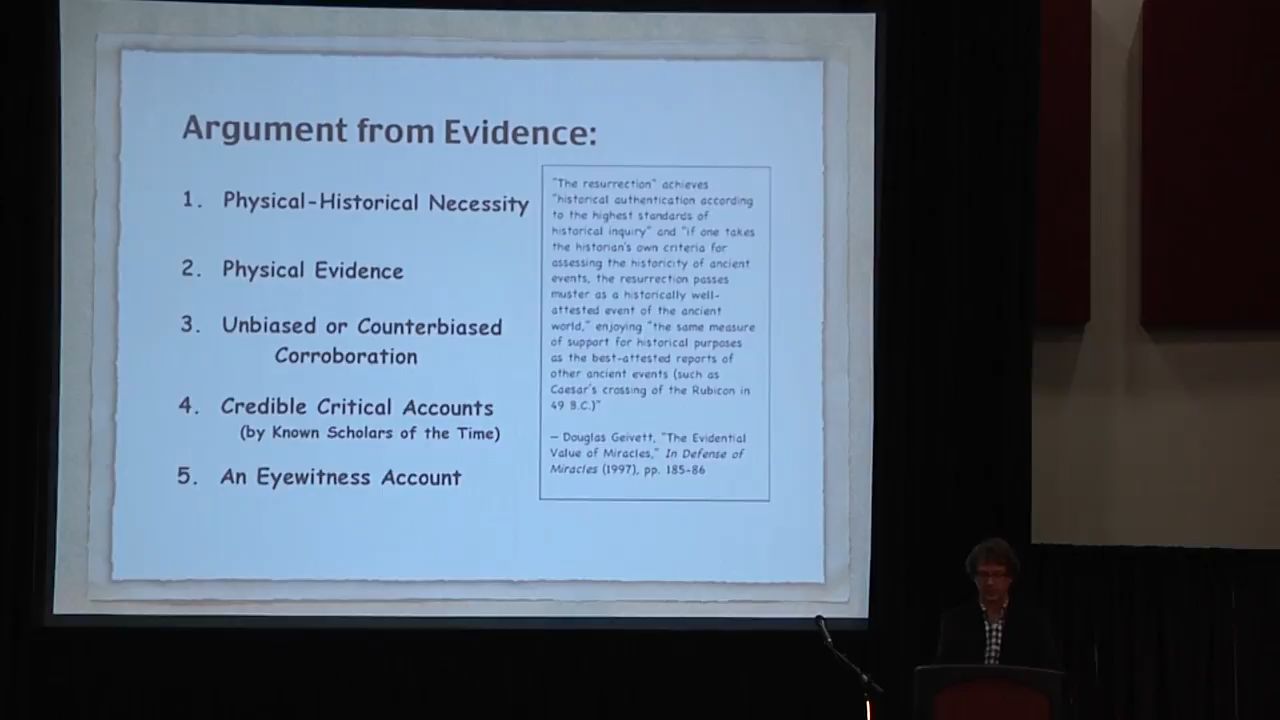 Argument from Evidence:
1. Physical-Historical Necessity
2. Physical Evidence
3. Unbiased or Counterbiased
Corroboration
4. Credible Critical Accounts
(by Known Scholars of the Time)
5. An Eyewitness Account
"The resurrection" achieves
"historical authentication according
to the highest standards of
historical inquiry" and "if one takes
the historian's own criteria for
assessing the historicity of ancient
events, the resurrection passes
muster as a historically well-
attested event of the ancient
world," enjoying "the same measure
of support for historical purposes
as the best-attested reports of
other ancient events (such as
Caesar's crossing of the Rubicon in
49 B.C.)"
— Douglas Geivett, "The Evidential
Value of Miracles," In Defense of
Miracles (1997), pp. 185-86